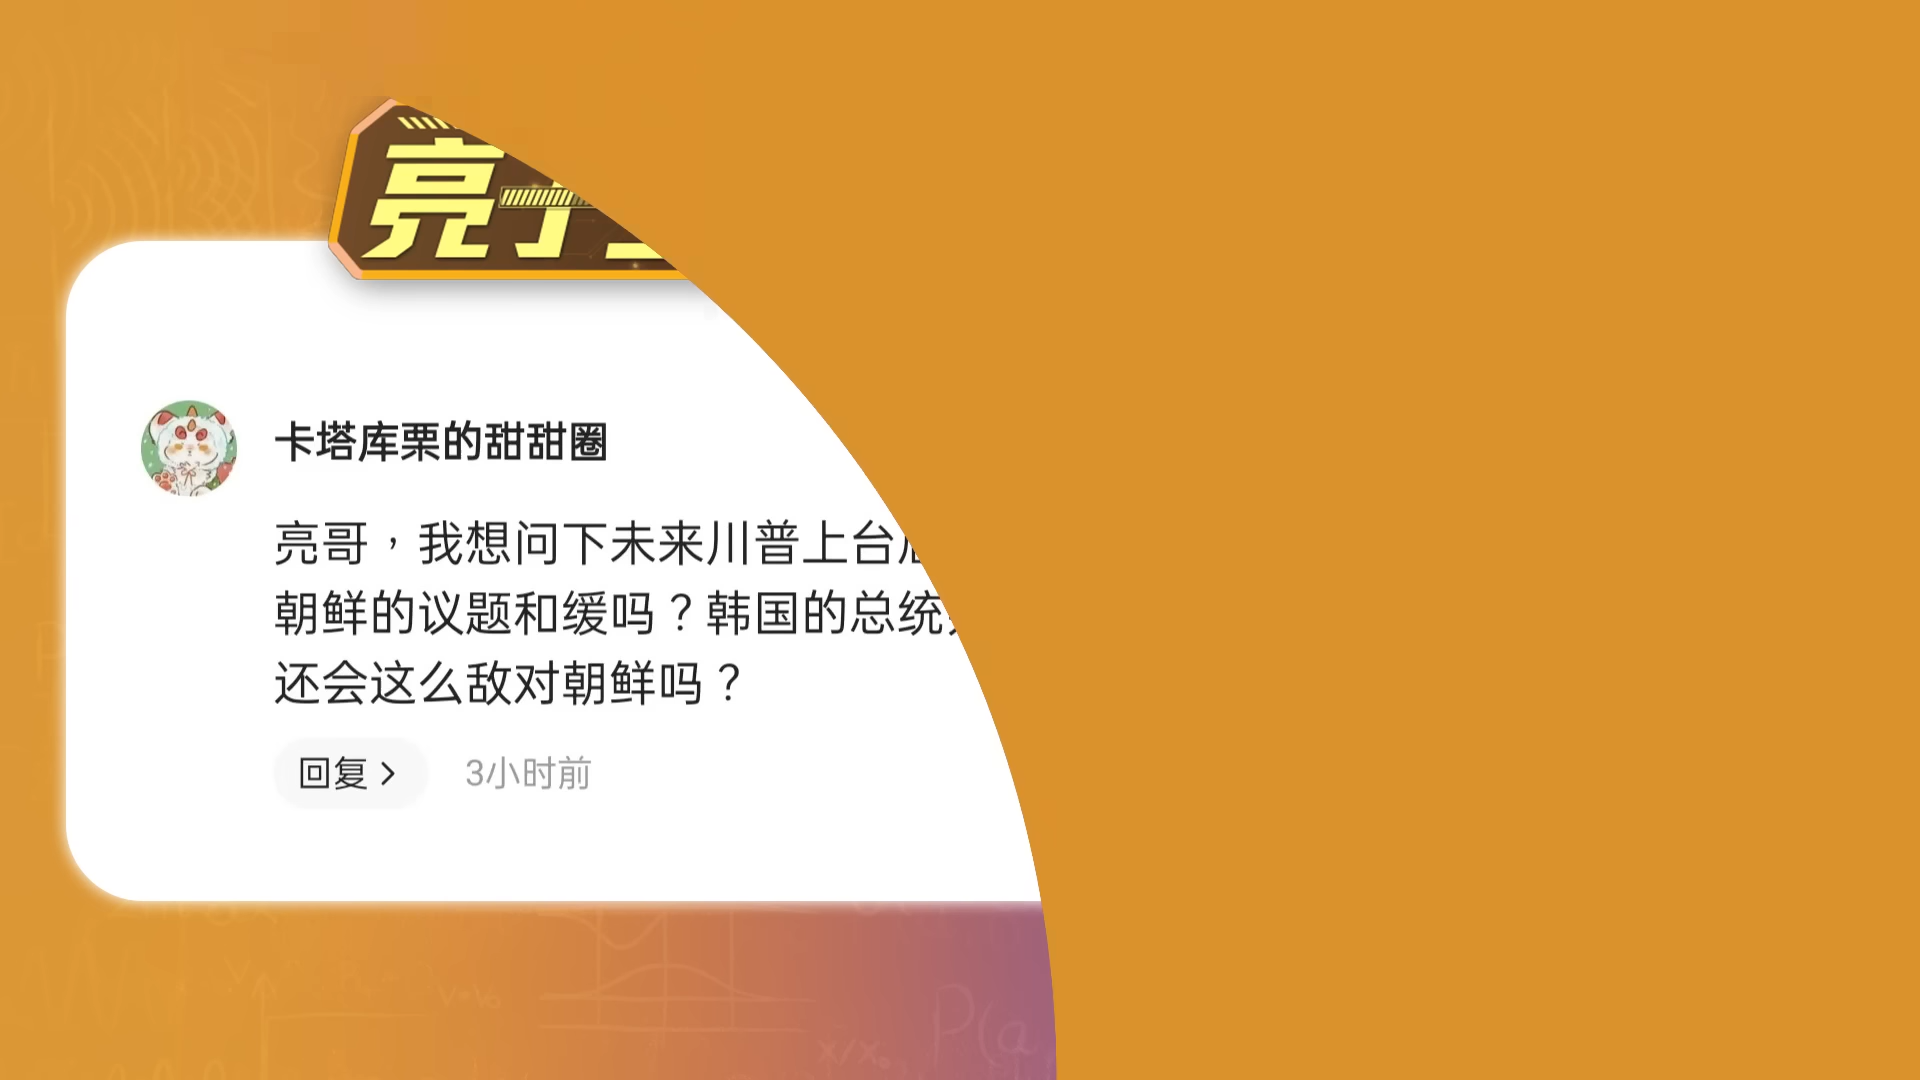 亮
卡塔库栗的甜甜圈
亮哥，我想问下未来川普上台
朝鲜的议题和缓吗？韩国的总统
还会这么敌对朝鲜吗？
回复 >
3小时前